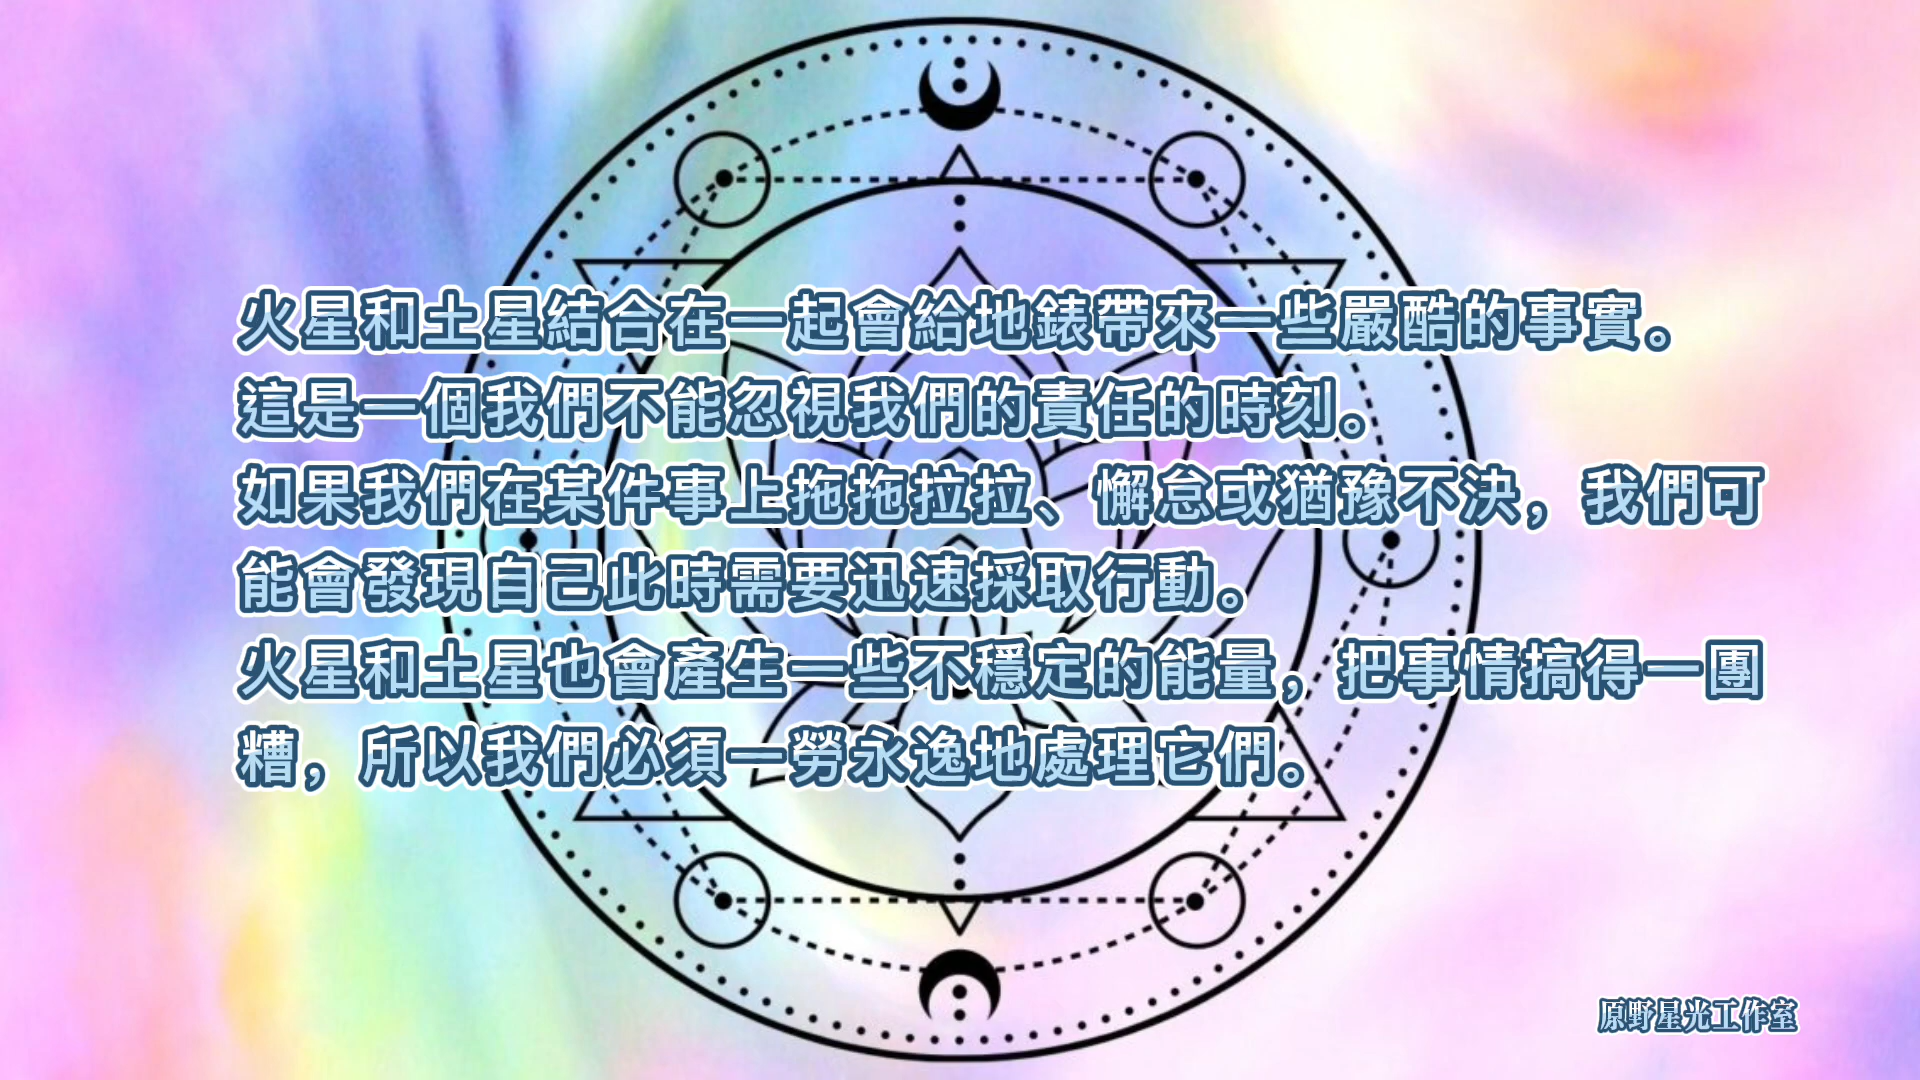 火星和土星結合在一起會給地錶帶來一些嚴酷的事實。
這是一個我們不能忽視我們的責任的時刻。
如果我們在某件事上拖拖拉拉、懈怠或猶豫不決，我們可
能會發現自己此時需要迅速採取行動。
火星和土星也會產生一些不穩定的能量，把事情搞得一團
糟，所以我們必須一勞永逸地處理它們。
原野星光工作室